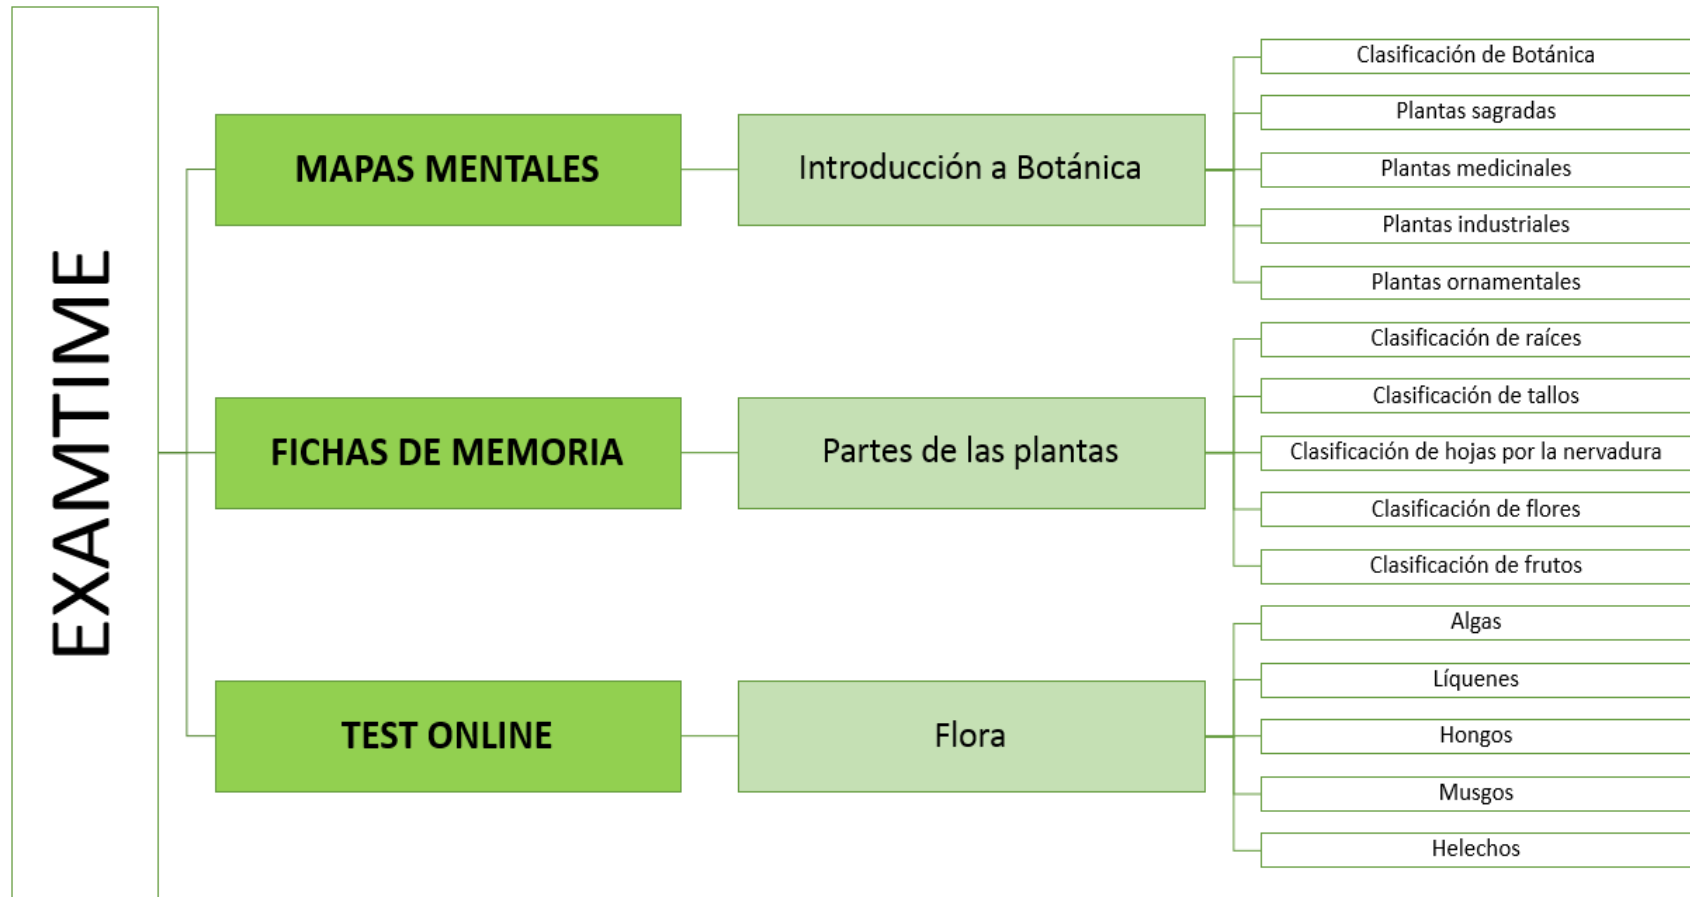 EXAMTIME
MAPAS MENTALES
Introducción a Botánica
Clasificación de Botánica
Plantas sagradas
Plantas medicinales
Plantas industriales
Plantas ornamentales
FICHAS DE MEMORIA
Partes de las plantas
Clasificación de raíces
Clasificación de tallos
Clasificación de hojas por la nervadura
Clasificación de flores
Clasificación de frutos
TEST ONLINE
Flora
Algas
Líquenes
Hongos
Musgos
Helechos